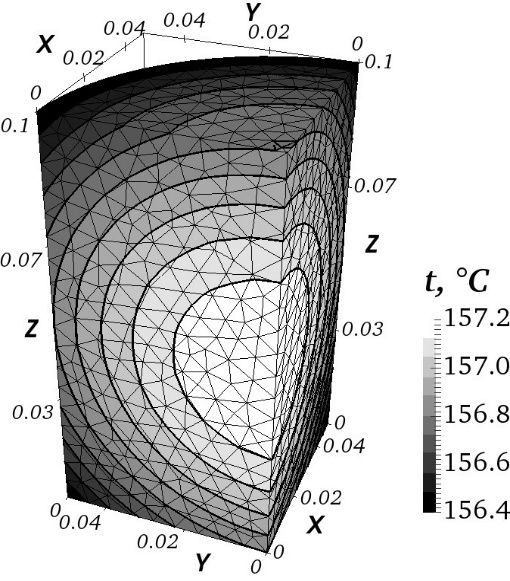 Y
0.04 0.04 0.02 0
X
0.02
0 0.1
0.1
0.07
0.07 Z
t, °C
157.2
Z 0.03
157.0
156.8
0.03 0
0.04
156.6
0 0.02
0.04 X 156.4
0.02
Y 0
0